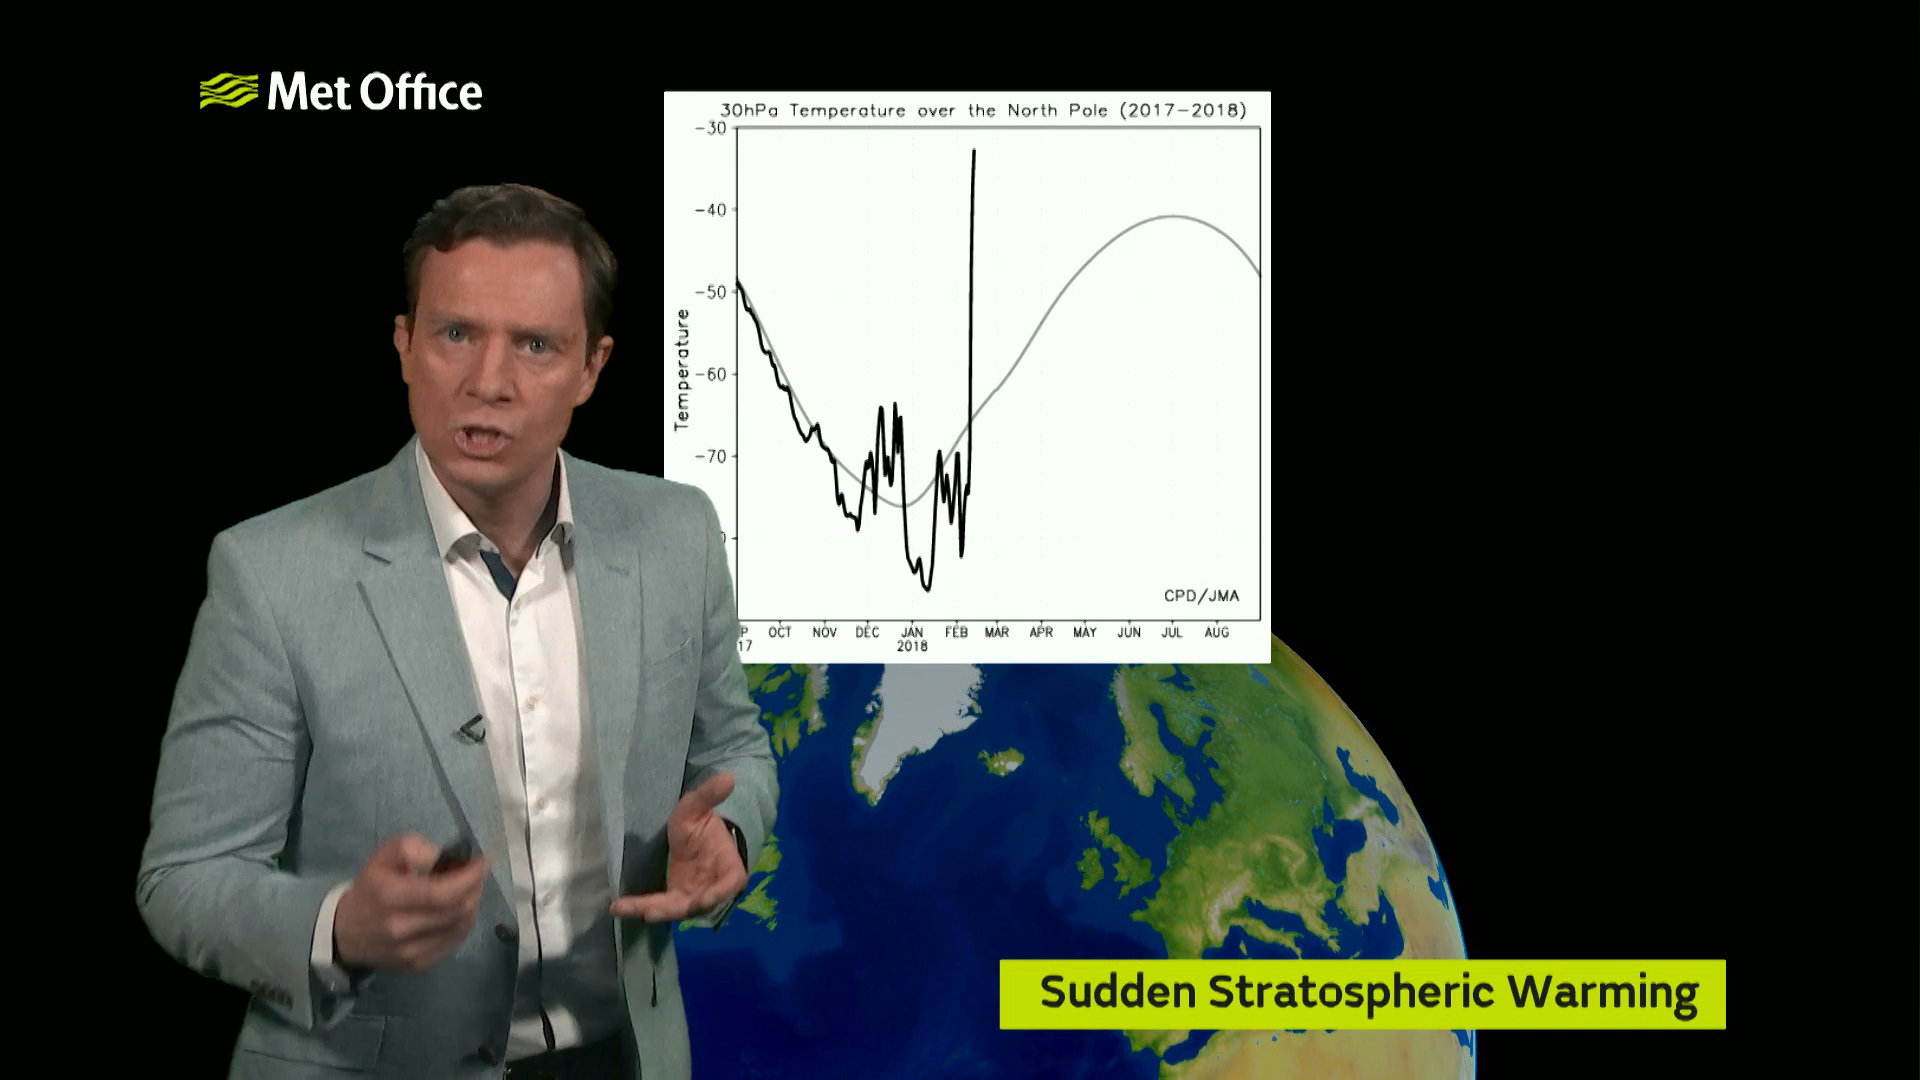 Met Office
30hPa Temperature over the North Pole (2017-2018)
-30
-40
-50
-60
-70
Temperature
CPD/JMA
OCT NOV DEC JAN FEB MAR APR MAY JUN JUL AUG
17 2018
Sudden Stratospheric Warming